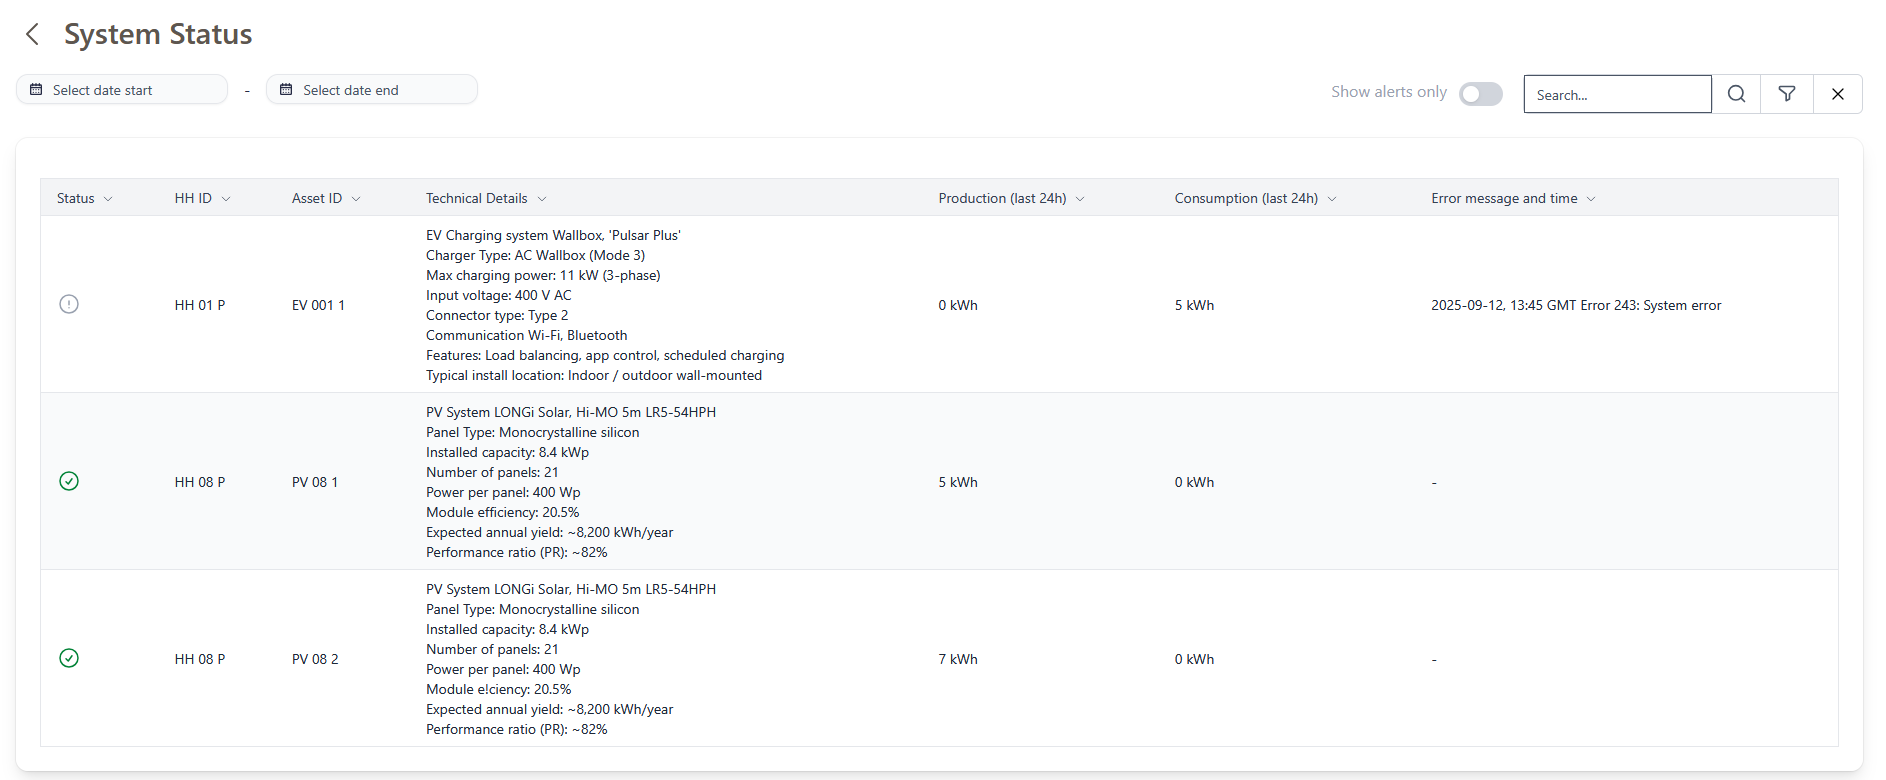 System Status
Select date start - Select date end Show alerts only Search...
Status HH ID Asset ID Technical Details Production (last 24h) Consumption (last 24h) Error message and time
EV Charging system Wallbox, 'Pulsar Plus'
Charger Type: AC Wallbox (Mode 3)
Max charging power: 11 kW (3-phase)
Input voltage: 400 V AC
HH 01 P EV 001 1 0 kWh 5 kWh 2025-09-12, 13:45 GMT Error 243: System error
Connector type: Type 2
Communication Wi-Fi, Bluetooth
Features: Load balancing, app control, scheduled charging
Typical install location: Indoor / outdoor wall-mounted
PV System LONGi Solar, Hi-MO 5m LR5-54HPH
Panel Type: Monocrystalline silicon
Installed capacity: 8.4 kWp
Number of panels: 21
HH 08 P PV 08 1 5 kWh 0 kWh -
Power per panel: 400 Wp
Module efficiency: 20.5%
Expected annual yield: ~8,200 kWh/year
Performance ratio (PR): ~82%
PV System LONGi Solar, Hi-MO 5m LR5-54HPH
Panel Type: Monocrystalline silicon
Installed capacity: 8.4 kWp
Number of panels: 21
HH 08 P PV 08 2 7 kWh 0 kWh -
Power per panel: 400 Wp
Module e!ciency: 20.5%
Expected annual yield: ~8,200 kWh/year
Performance ratio (PR): ~82%